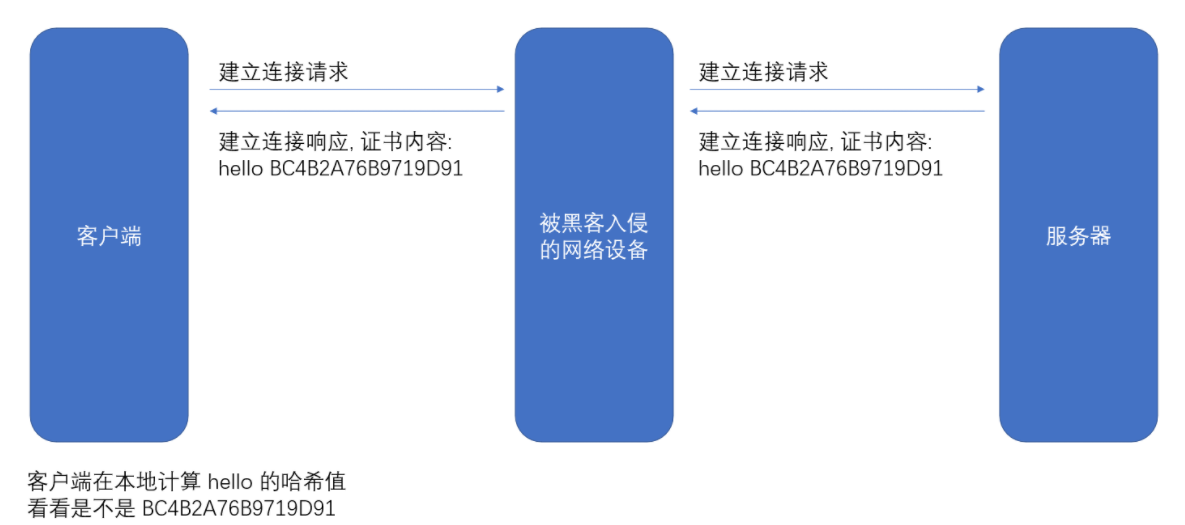 建立连接请求
建立连接请求
建立连接响应, 证书内容:
hello BC4B2A76B9719D91
建立连接响应, 证书内容:
hello BC4B2A76B9719D91
客户端
被黑客入侵
的网络设备
服务器
客户端在本地计算 hello 的哈希值
看看是不是 BC4B2A76B9719D91